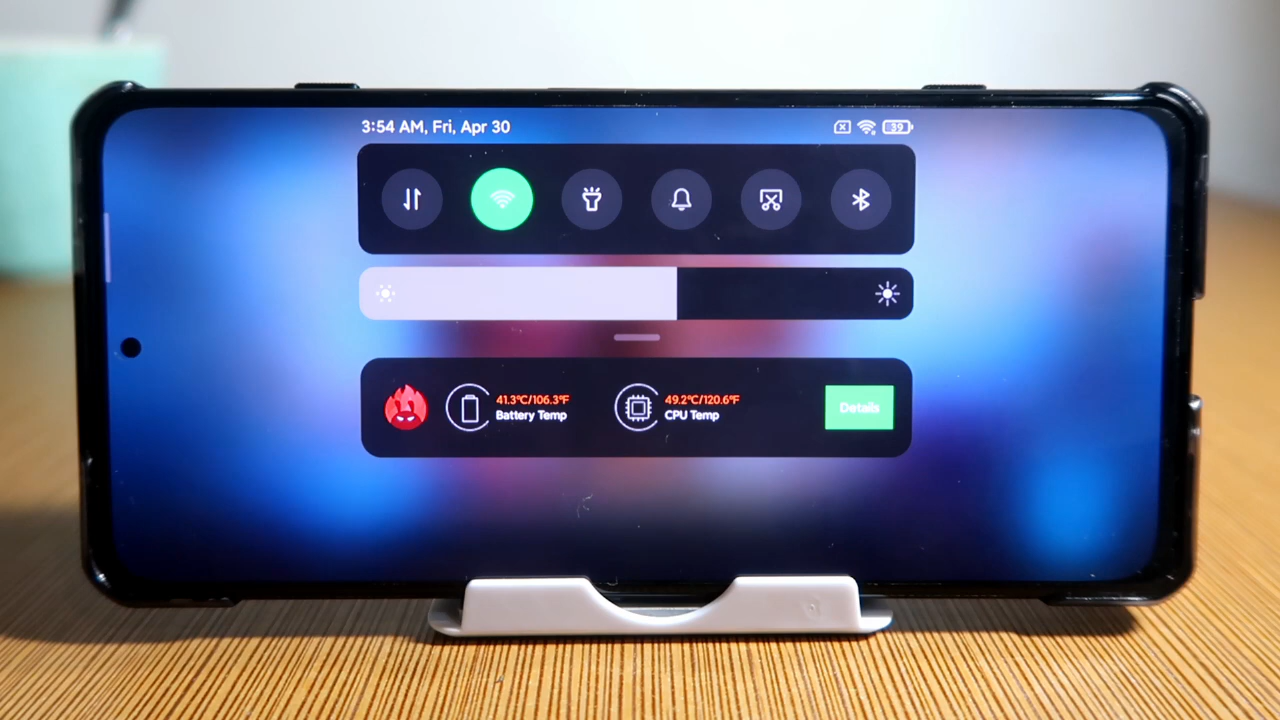 3:54 AM, Fri, Apr 30
39
41.3°C/106.3°F
Battery Temp
49.2°C/120.6°F
CPU Temp
Details